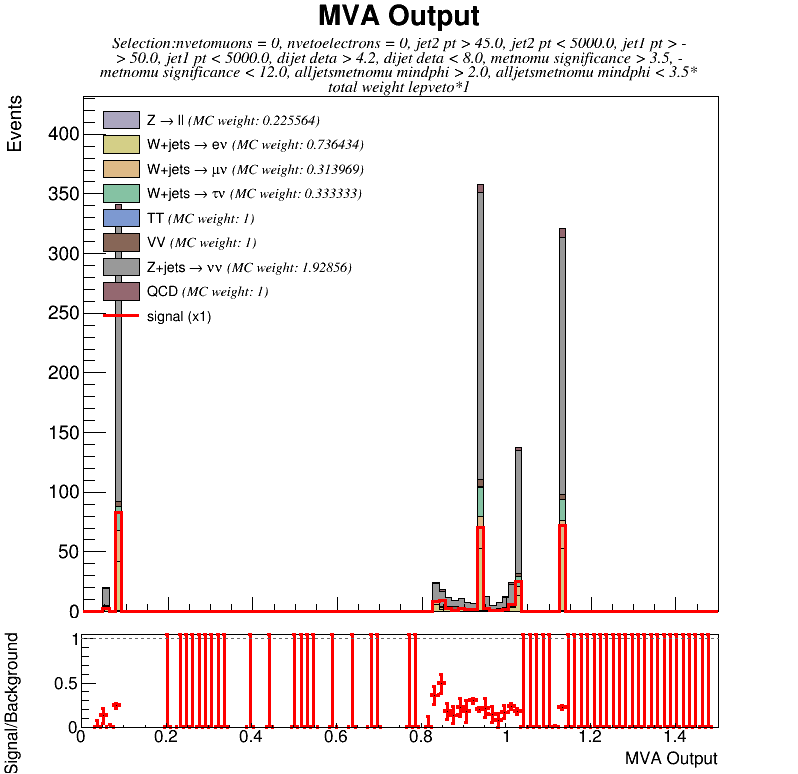 MVA Output
Selection:nvetomuons = 0, nvetoelectrons = 0, jet2 pt > 45.0, jet2 pt < 5000.0, jet1 pt > -
> 50.0, jet1 pt < 5000.0, dijet deta > 4.2, dijet deta < 8.0, metnomu significance > 3.5, -
metnomu significance < 12.0, alljetsmetnomu mindphi > 2.0, alljetsmetnomu mindphi < 3.5*
total weight lepveto*1
Events
400
350
300
250
200
150
100
50
0
Z → ll (MC weight: 0.225564)
W+jets → eν (MC weight: 0.736434)
W+jets → μν (MC weight: 0.313969)
W+jets → τν (MC weight: 0.333333)
TT (MC weight: 1)
VV (MC weight: 1)
Z+jets → νν (MC weight: 1.92856)
QCD (MC weight: 1)
signal (x1)
Signal/Background
1
0.5
0
0 0.2 0.4 0.6 0.8 1 1.2 1.4
MVA Output